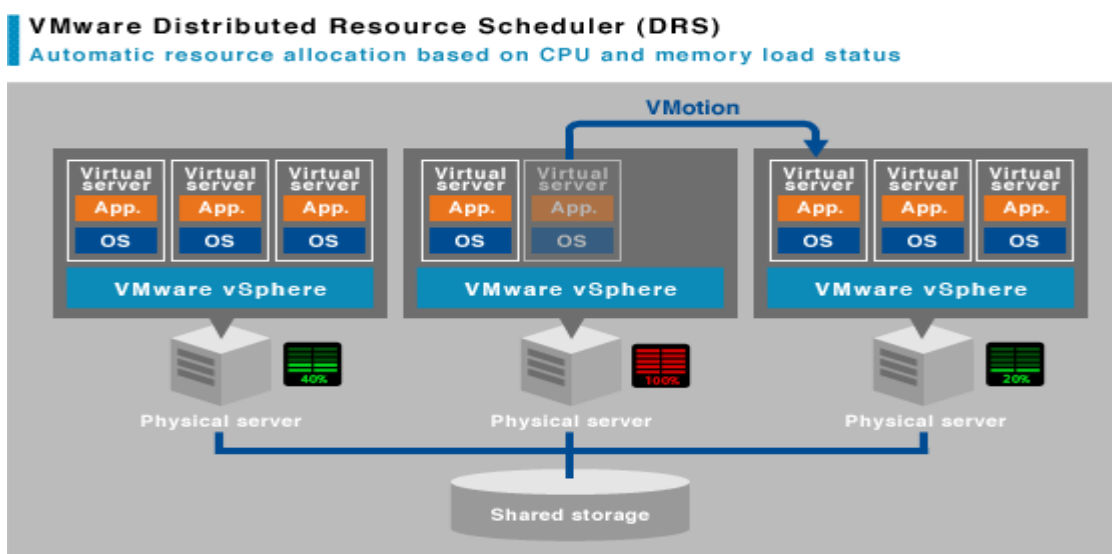 VMware Distributed Resource Scheduler (DRS)
Automatic resource allocation based on CPU and memory load status
VMotion
Virtual server
App.
OS
Virtual server
App.
OS
Virtual server
App.
OS
VMware vSphere
Virtual server
App.
OS
Virtual server
App.
OS
VMware vSphere
Virtual server
App.
OS
Virtual server
App.
OS
Virtual server
App.
OS
VMware vSphere
40%
Physical server
100%
Physical server
20%
Physical server
Shared storage